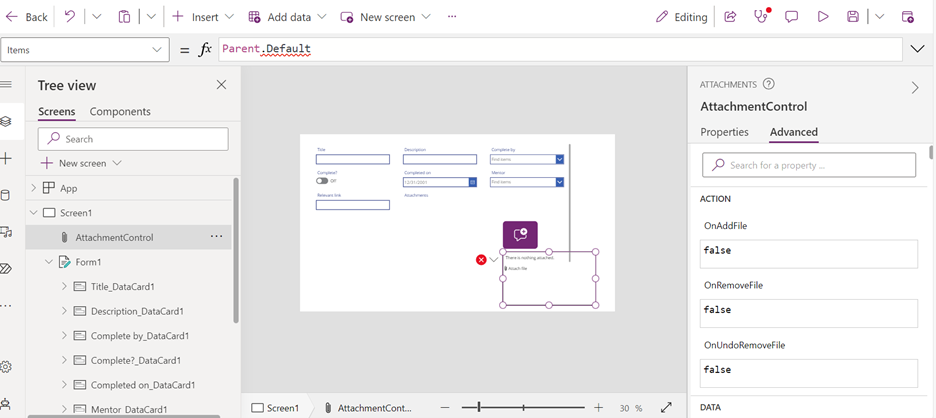 Back
Insert
Add data
New screen
Editing
Items
= fx Parent.Default
Tree view
Screens Components
Search
New screen
App
Screen1
AttachmentControl
Form1
Title_DataCard1
Description_DataCard1
Complete by_DataCard1
Complete?_DataCard1
Completed on_DataCard1
Mentor_DataCard1
Title
Description
Complete by
Find items
Complete?
Off
Completed on
12/31/2001
Mentor
Find items
Relevant link
Attachments
There is nothing attached.
Attach file
Screen1
AttachmentCont...
30 %
ATTACHMENTS
AttachmentControl
Properties Advanced
Search for a property ...
ACTION
OnAddFile
false
OnRemoveFile
false
OnUndoRemoveFile
false
DATA